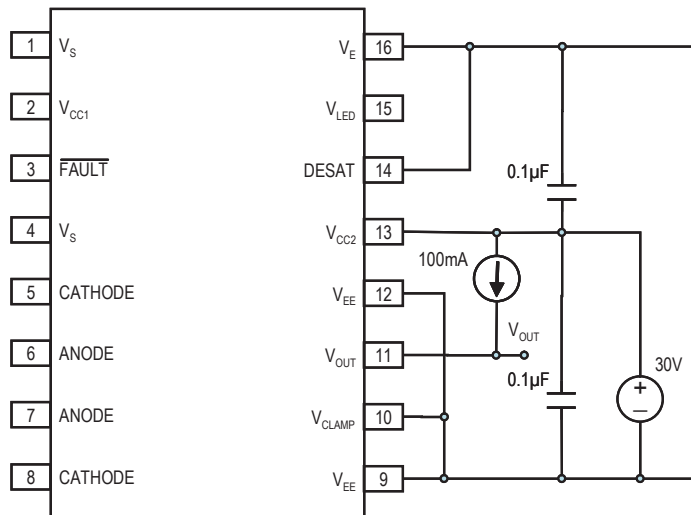 1 V_S V_E 16
2 V_CC1 V_LED 15
3 FAULT DESAT 14
0.1µF
4 V_S V_CC2 13
100mA
5 CATHODE V_EE 12
V_OUT
6 ANODE V_OUT 11
0.1µF
30V
+
–
7 ANODE V_CLAMP 10
8 CATHODE V_EE 9